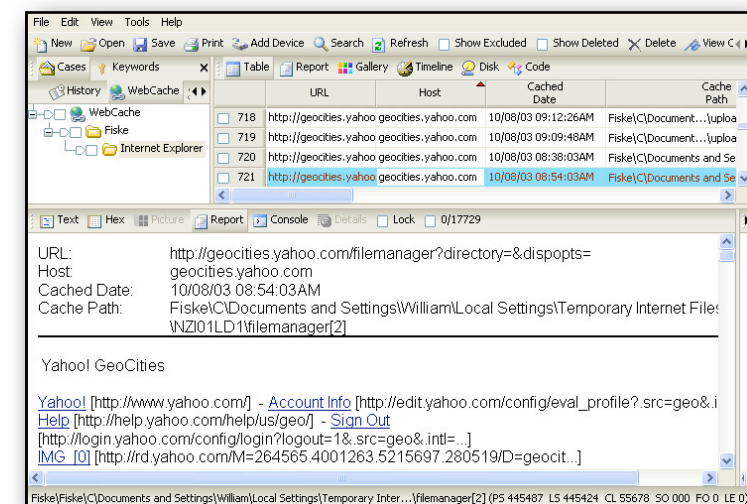 File Edit View Tools Help
New Open Save Print Add Device Search Refresh Show Excluded Show Deleted Delete View C
Cases Keywords Table Report Gallery Timeline Disk Code
History WebCache
WebCache
Fiske
Internet Explorer
URL Host Cached Date Cache Path
718 http://geocities.yahoo geocities.yahoo.com 10/08/03 09:12:26AM Fiske\C\Document...\uploa
719 http://geocities.yahoo geocities.yahoo.com 10/08/03 09:09:48AM Fiske\C\Document...\uploa
720 http://geocities.yahoo geocities.yahoo.com 10/08/03 08:38:03AM Fiske\C\Documents and Se
721 http://geocities.yahoo geocities.yahoo.com 10/08/03 08:54:03AM Fiske\C\Documents and Se
Text Hex Picture Report Console Details Lock 0/17729
URL: http://geocities.yahoo.com/filemanager?directory=&dispopts=
Host: geocities.yahoo.com
Cached Date: 10/08/03 08:54:03AM
Cache Path: Fiske\C\Documents and Settings\William\Local Settings\Temporary Internet Files
\NZI01LD1\filemanager[2]
Yahoo! GeoCities
Yahoo! [http://www.yahoo.com/] - Account Info [http://edit.yahoo.com/config/eval_profile?.src=geo&.i
Help [http://help.yahoo.com/help/us/geo/] - Sign Out
[http://login.yahoo.com/config/login?logout=1&.src=geo&.intl=...]
IMG [0] [http://rd.yahoo.com/M=264565.4001263.5215697.280519/D=geocit...]
Fiske\Fiske\C\Documents and Settings\William\Local Settings\Temporary Inter...\filemanager[2] (PS 445487 LS 445424 CL 55678 SO 000 FO 0 LE 0)